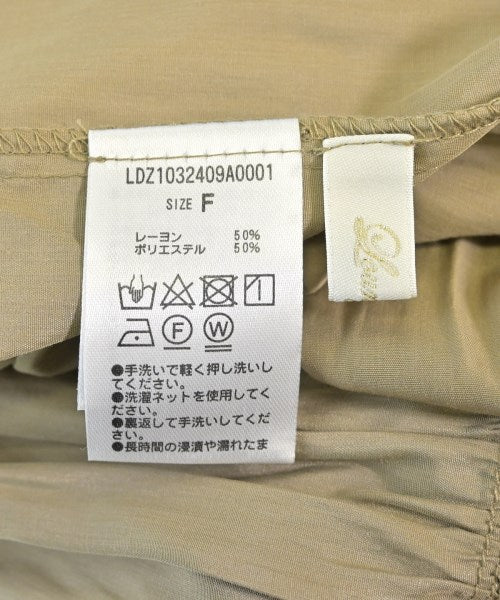 LDZ1032409A0001
SIZE F
レーヨン 50%
ポリエステル 50%
F W
●手洗いで軽く押し洗いし
てください。
●洗濯ネットを使用してくだ
さい。
●裏返して手洗いしてくださ
い。
●長時間の浸漬や濡れたま